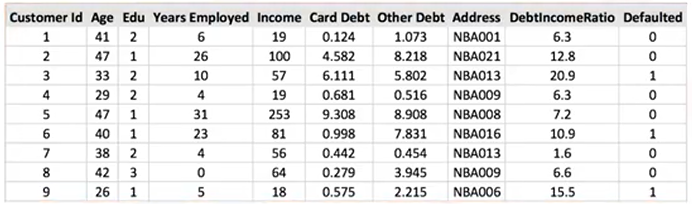 Customer Id Age Edu Years Employed Income Card Debt Other Debt Address DebtIncomeRatio Defaulted
1 41 2 6 19 0.124 1.073 NBA001 6.3 0
2 47 1 26 100 4.582 8.218 NBA021 12.8 0
3 33 2 10 57 6.111 5.802 NBA013 20.9 1
4 29 2 4 19 0.681 0.516 NBA009 6.3 0
5 47 1 31 253 9.308 8.908 NBA008 7.2 0
6 40 1 23 81 0.998 7.831 NBA016 10.9 1
7 38 2 4 56 0.442 0.454 NBA013 1.6 0
8 42 3 0 64 0.279 3.945 NBA009 6.6 0
9 26 1 5 18 0.575 2.215 NBA006 15.5 1